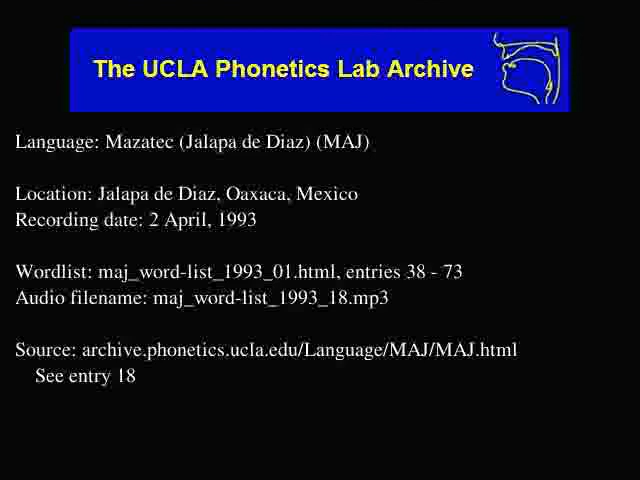 The UCLA Phonetics Lab Archive
Language: Mazatec (Jalapa de Diaz) (MAJ)
Location: Jalapa de Diaz, Oaxaca, Mexico
Recording date: 2 April, 1993
Wordlist: maj_word-list_1993_01.html, entries 38 - 73
Audio filename: maj_word-list_1993_18.mp3
Source: archive.phonetics.ucla.edu/Language/MAJ/MAJ.html
See entry 18